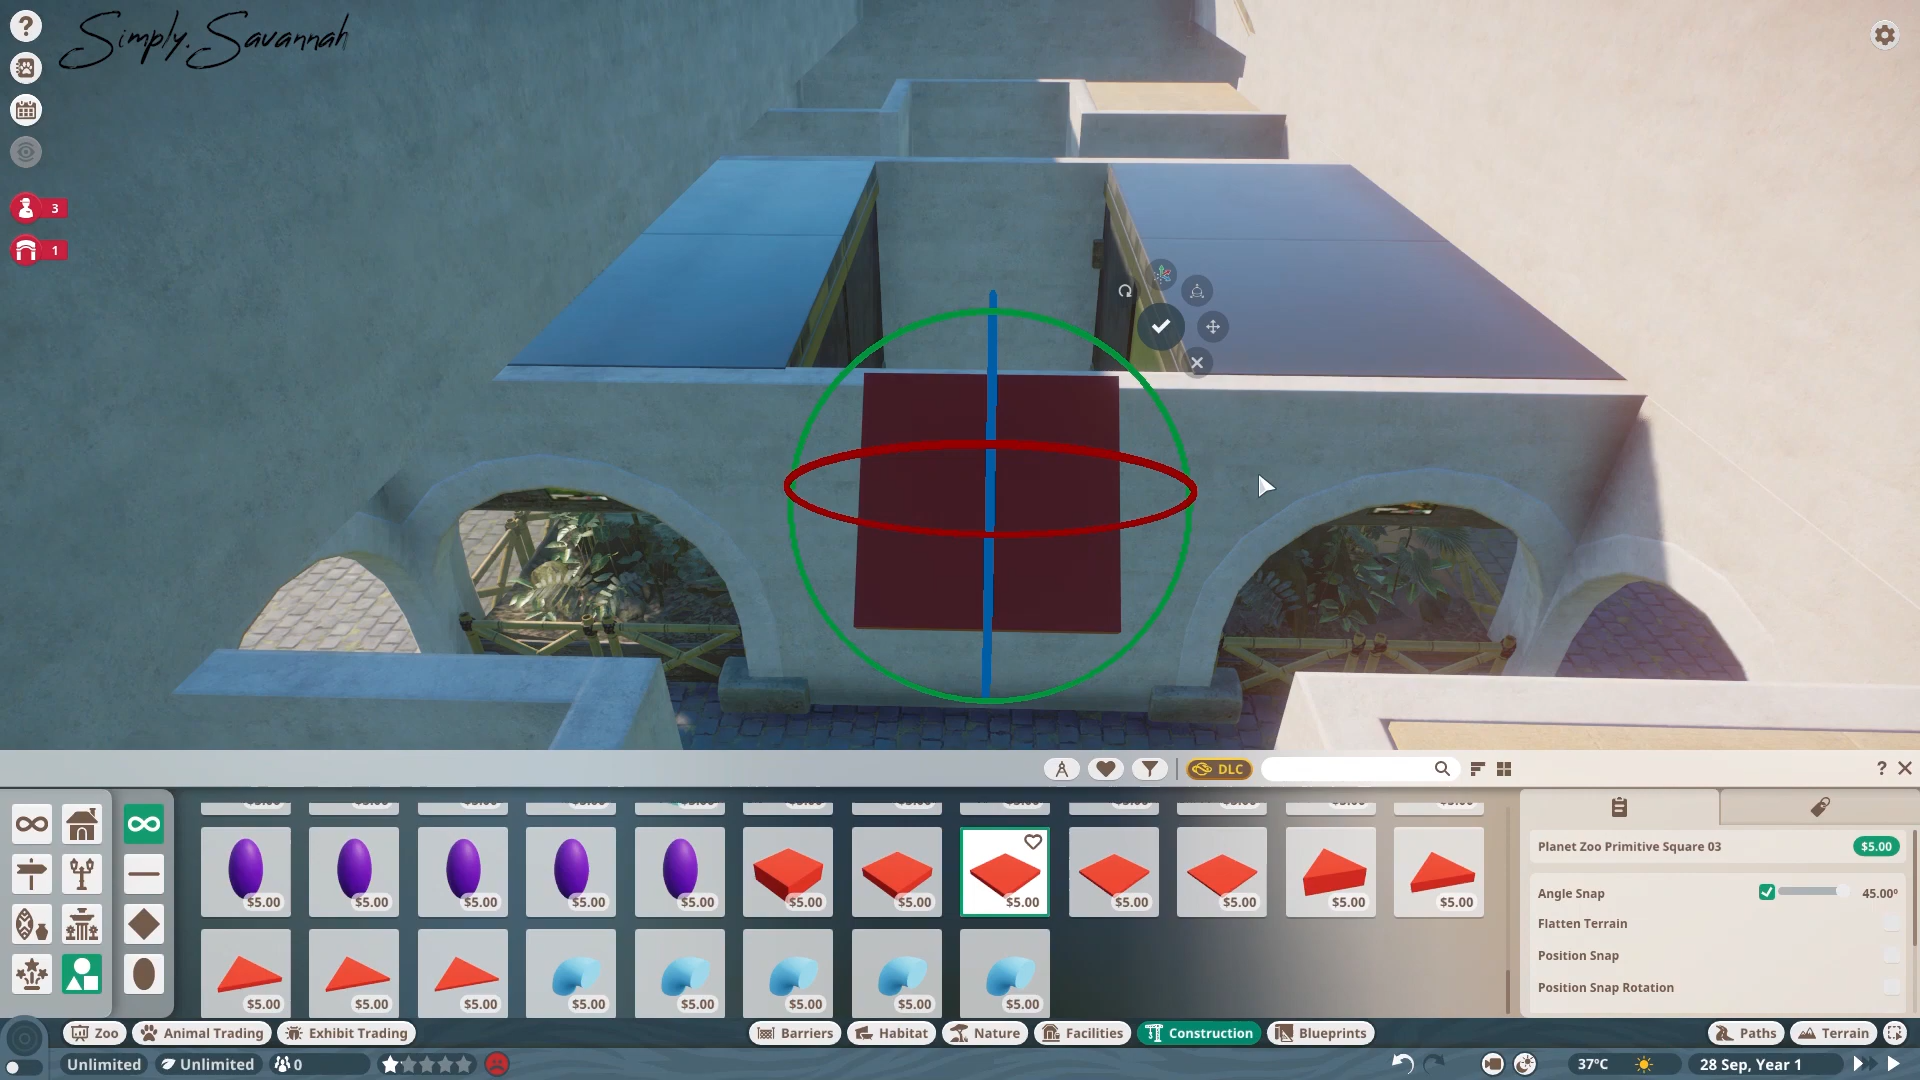 Simply.Savannah
3
1
DLC
$5.00 $5.00 $5.00 $5.00 $5.00 $5.00 $5.00 $5.00 $5.00 $5.00 $5.00 $5.00
$5.00 $5.00 $5.00 $5.00 $5.00 $5.00 $5.00 $5.00
Planet Zoo Primitive Square 03 $5.00
Angle Snap 45.00°
Flatten Terrain
Position Snap
Position Snap Rotation
Zoo Animal Trading Exhibit Trading Barriers Habitat Nature Facilities Construction Blueprints Paths Terrain
Unlimited Unlimited 0 37°C 28 Sep, Year 1